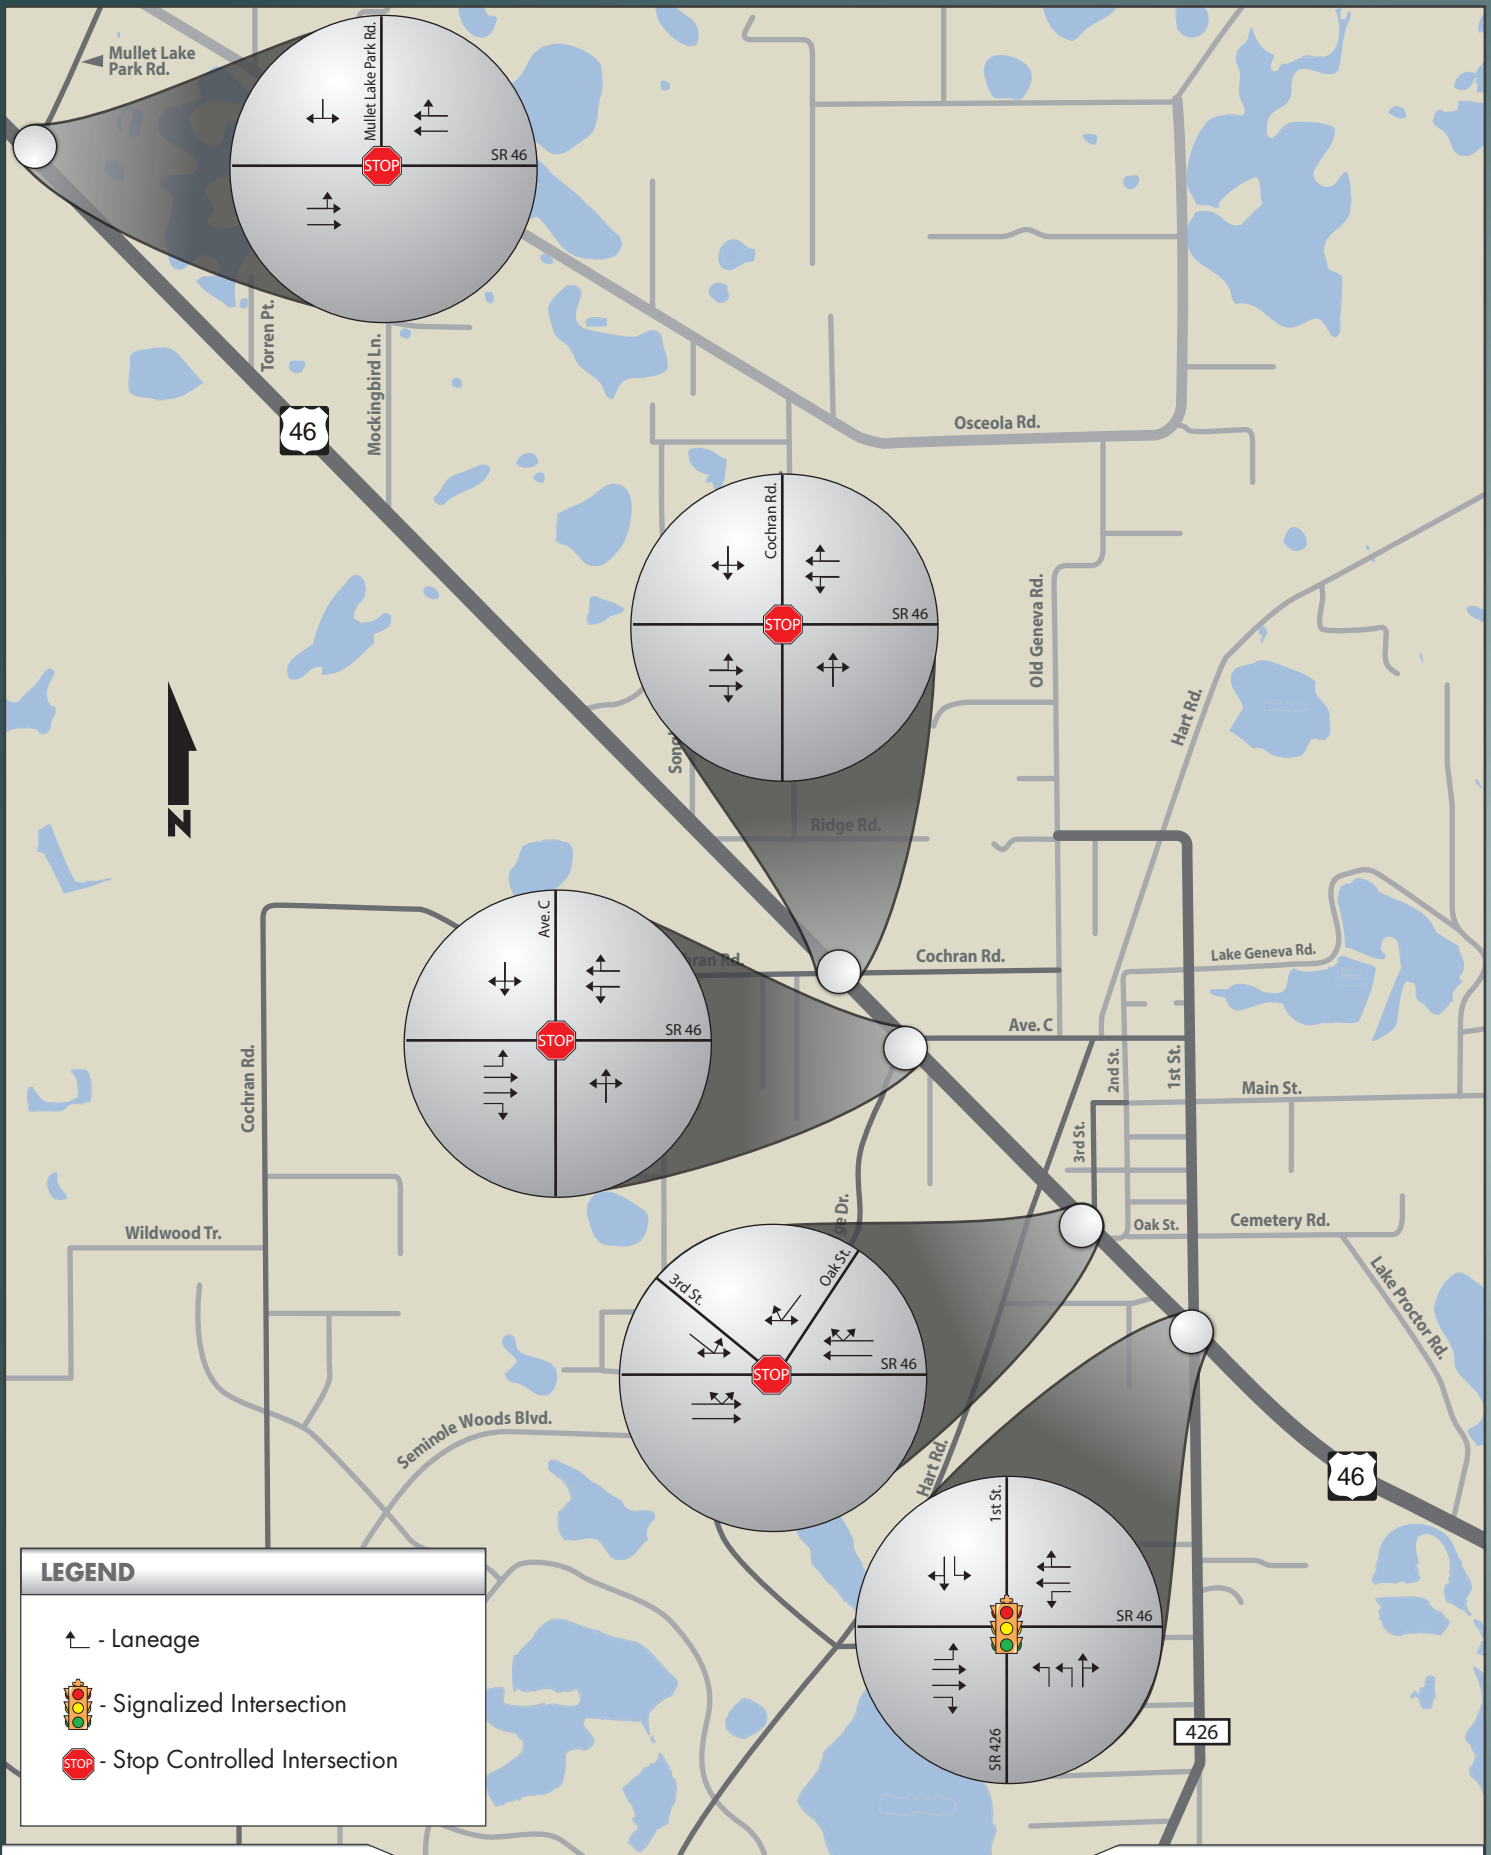 Mullet Lake
Park Rd.
Mullet Lake Park Rd.
SR 46
STOP
Torren Pt.
Mockingbird Ln.
46
Osceola Rd.
Cochran Rd.
SR 46
STOP
Old Geneva Rd.
Hart Rd.
Ridge Rd.
N
Ave. C
SR 46
STOP
Cochran Rd.
Lake Geneva Rd.
Ave. C
2nd St.
1st St.
Main St.
3rd St.
Cochran Rd.
Wildwood Tr.
Oak St.
Cemetery Rd.
Lake Proctor Rd.
3rd St.
Oak St.
SR 46
STOP
Seminole Woods Blvd.
Hart Rd.
46
1st St.
SR 46
SR 426
426
LEGEND
- Laneage
- Signalized Intersection
STOP - Stop Controlled Intersection